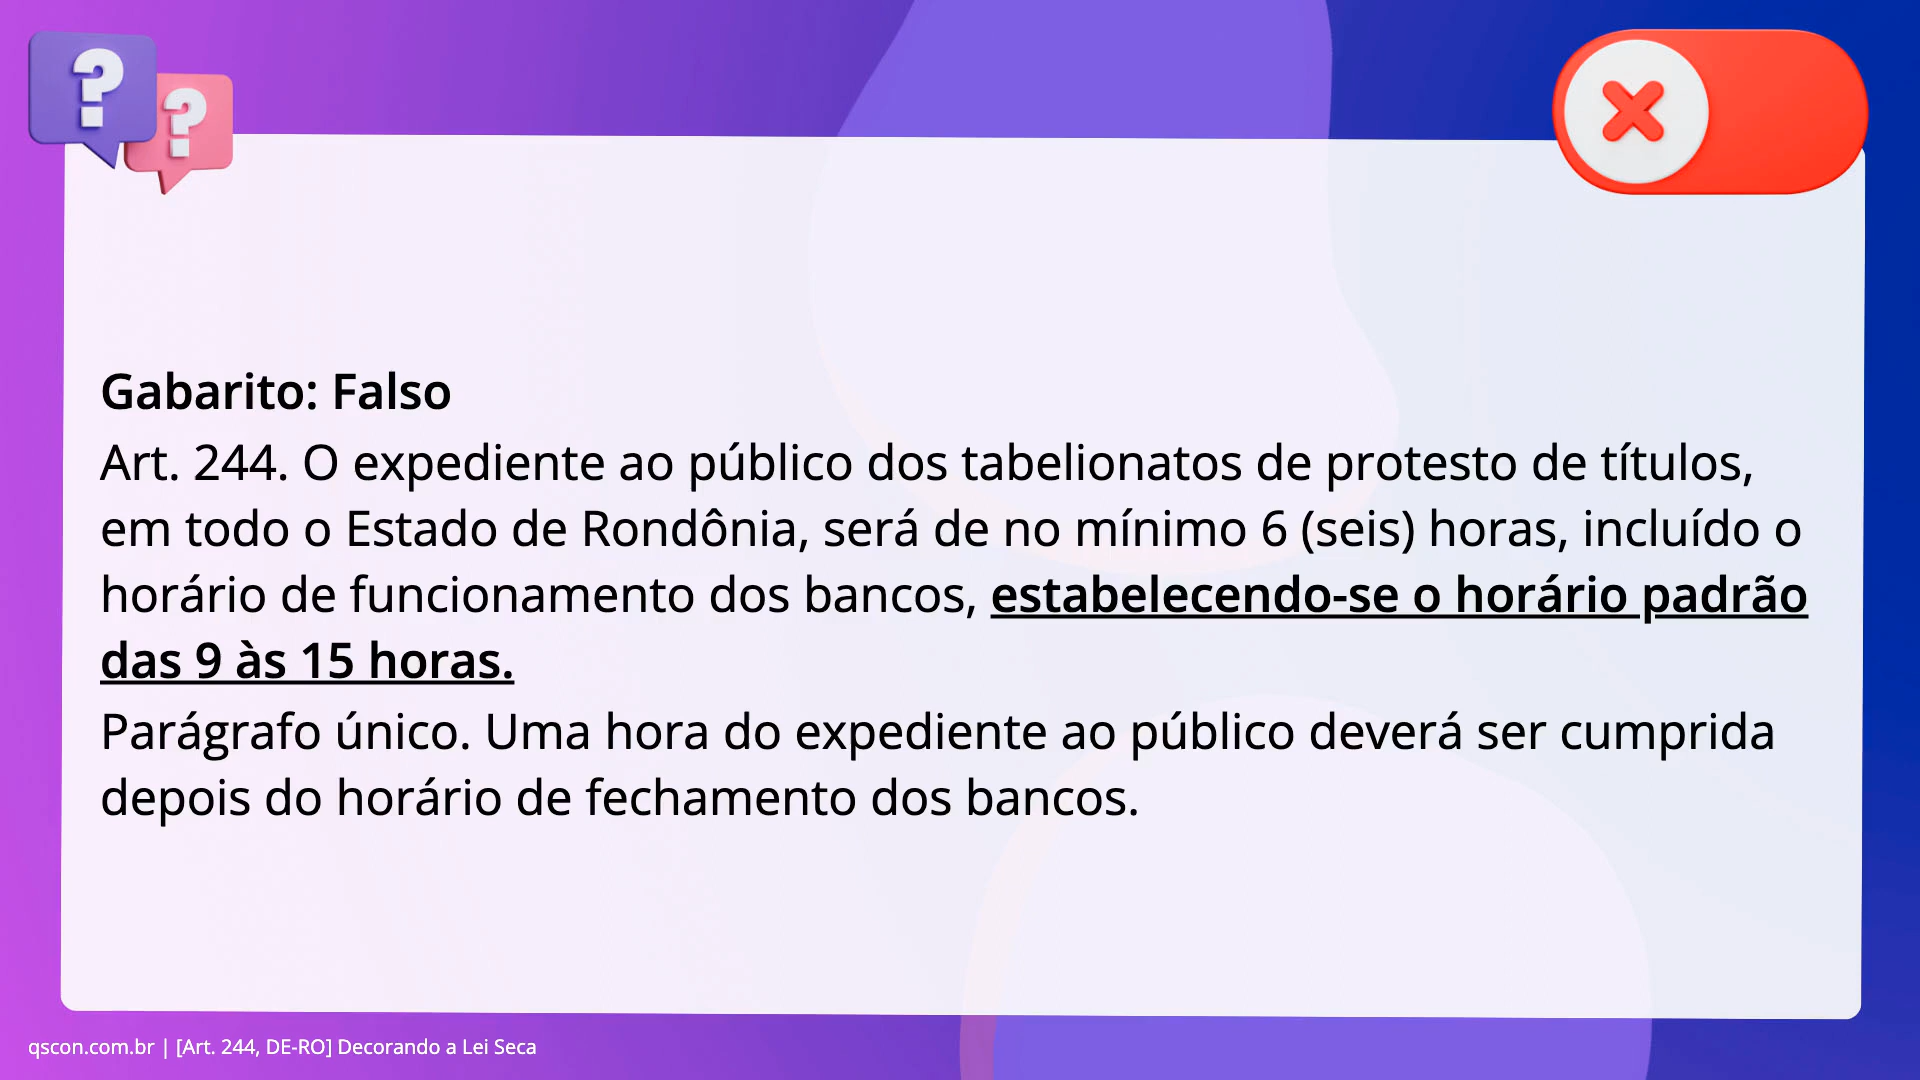 Gabarito: Falso
Art. 244. O expediente ao público dos tabelionatos de protesto de títulos,
em todo o Estado de Rondônia, será de no mínimo 6 (seis) horas, incluído o
horário de funcionamento dos bancos, estabelecendo-se o horário padrão
das 9 às 15 horas.
Parágrafo único. Uma hora do expediente ao público deverá ser cumprida
depois do horário de fechamento dos bancos.
qscon.com.br | [Art. 244, DE-RO] Decorando a Lei Seca